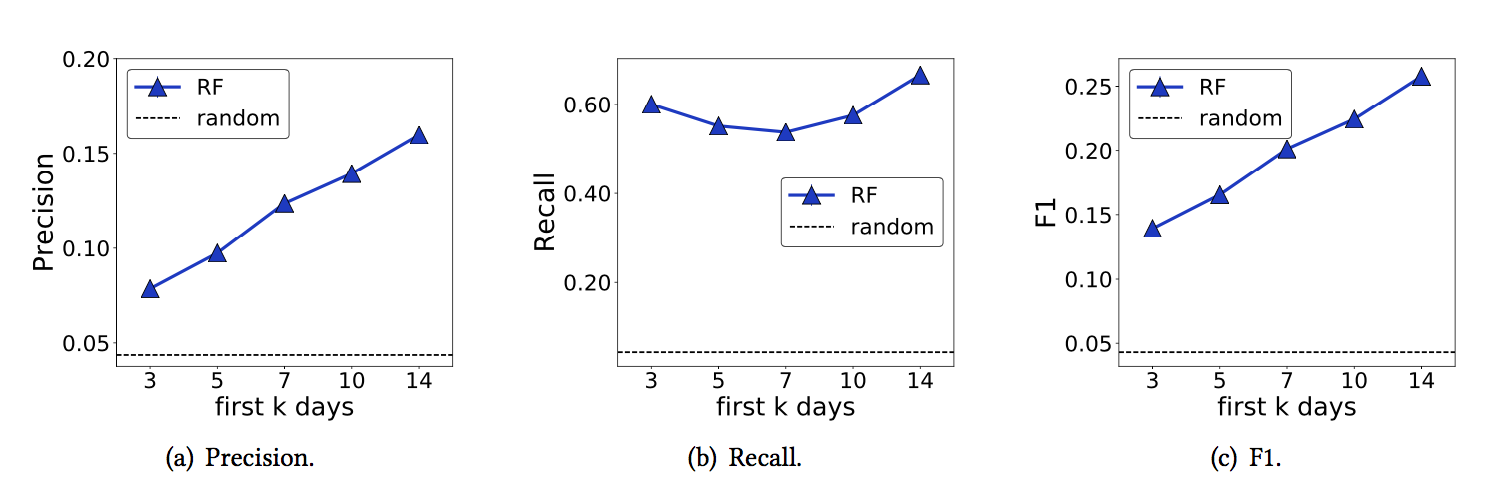 0.20
0.15
0.10
0.05
Precision
RF
random
3 5 7 10 14
first k days
(a) Precision.
0.60
0.40
0.20
Recall
RF
random
3 5 7 10 14
first k days
(b) Recall.
0.25
0.20
0.15
0.10
0.05
F1
RF
random
3 5 7 10 14
first k days
(c) F1.